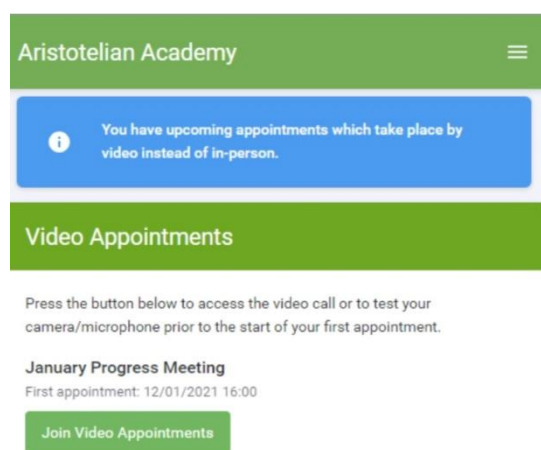 Aristotelian Academy
You have upcoming appointments which take place by
video instead of in-person.
Video Appointments
Press the button below to access the video call or to test your
camera/microphone prior to the start of your first appointment.
January Progress Meeting
First appointment: 12/01/2021 16:00
Join Video Appointments